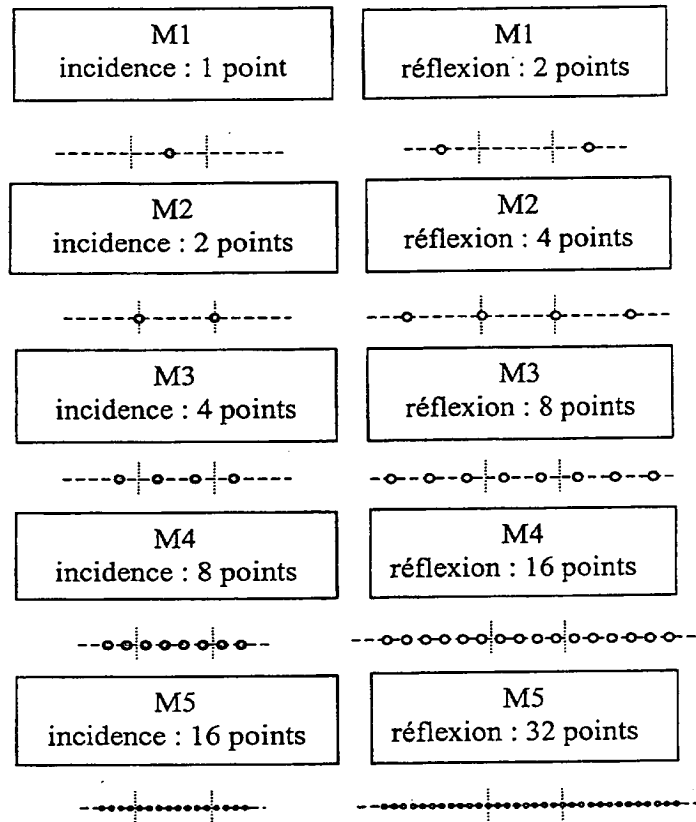 M1
incidence : 1 point
M1
réflexion : 2 points
M2
incidence : 2 points
M2
réflexion : 4 points
M3
incidence : 4 points
M3
réflexion : 8 points
M4
incidence : 8 points
M4
réflexion : 16 points
M5
incidence : 16 points
M5
réflexion : 32 points